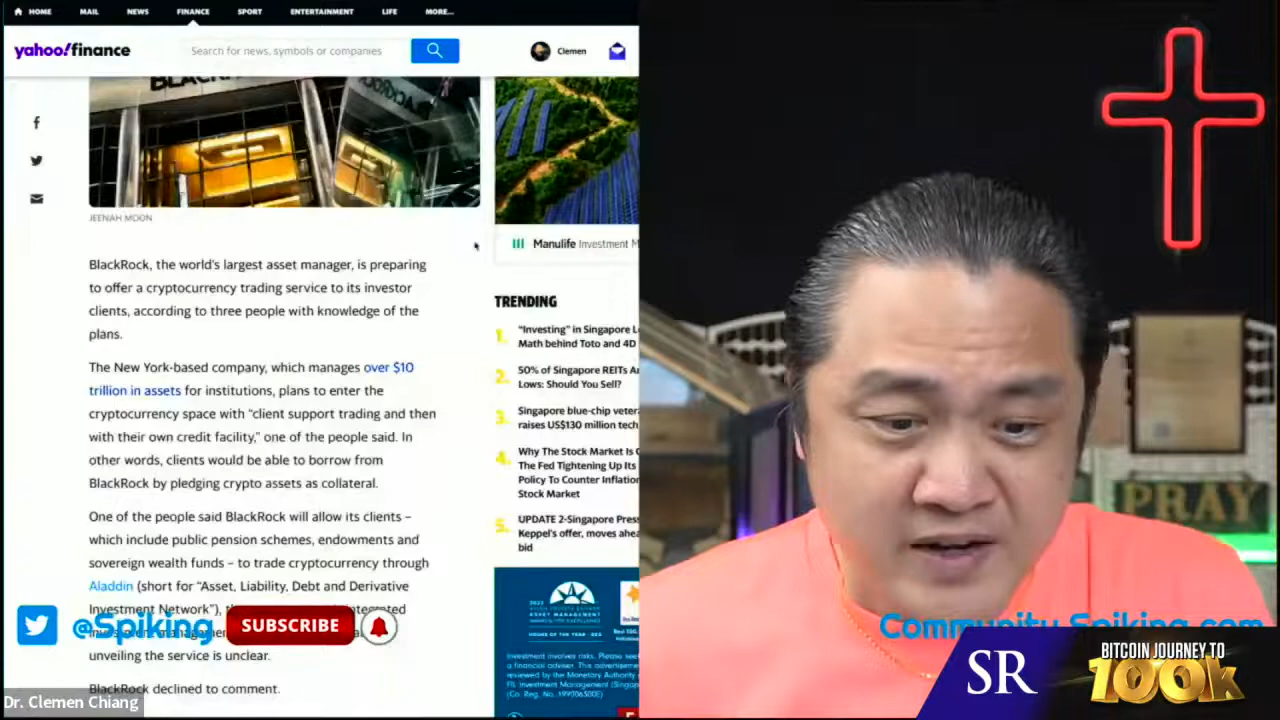 HOME MAIL NEWS FINANCE SPORT ENTERTAINMENT LIFE MORE...
yahoo!finance
Search for news, symbols or companies
Clemen
JEENAH MOON
BlackRock, the world's largest asset manager, is preparing
to offer a cryptocurrency trading service to its investor
clients, according to three people with knowledge of the
plans.
The New York-based company, which manages over $10
trillion in assets for institutions, plans to enter the
cryptocurrency space with "client support trading and then
with their own credit facility," one of the people said. In
other words, clients would be able to borrow from
BlackRock by pledging crypto assets as collateral.
One of the people said BlackRock will allow its clients –
which include public pension schemes, endowments and
sovereign wealth funds – to trade cryptocurrency through
Aladdin (short for "Asset, Liability, Debt and Derivative
Investment Network"),
unveiling the service is unclear.
BlackRock declined to comment.
Manulife Investment
TRENDING
1. "Investing" in Singapore
Math behind Toto and 4D
2. 50% of Singapore REITs
Lows: Should You Sell?
3. Singapore blue-chip
raises US$130 million tech
4. Why The Stock Market Is
The Fed Tightening Up Its
Policy To Counter Inflation
Stock Market
5. UPDATE 2-Singapore Press
Keppel's offer, moves
bid
@Spiking
SUBSCRIBE
Dr. Clemen Chiang
PRAY
Community.Spiking.com
SR
BITCOIN JOURNEY TO
100k